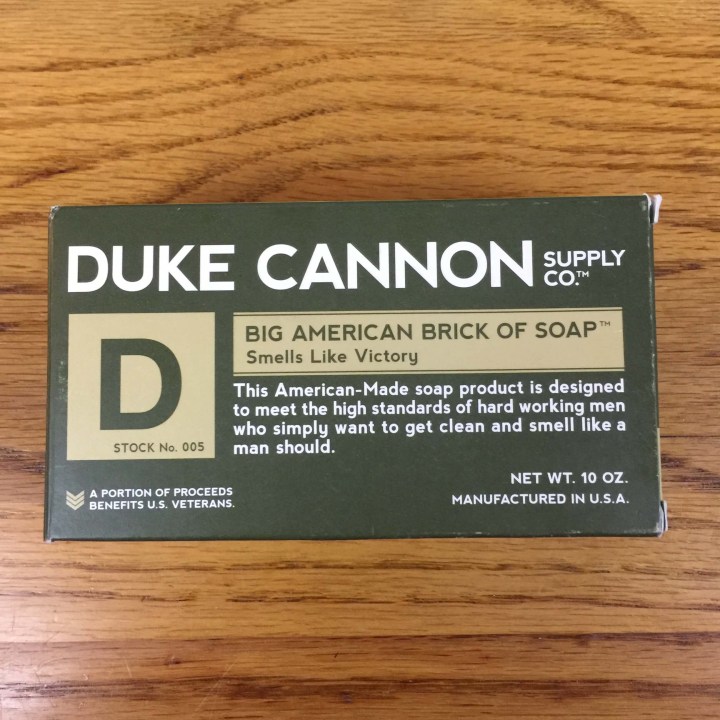 DUKE CANNON SUPPLY CO.™
D
STOCK No. 005
BIG AMERICAN BRICK OF SOAP™
Smells Like Victory
This American-Made soap product is designed
to meet the high standards of hard working men
who simply want to get clean and smell like a
man should.
A PORTION OF PROCEEDS
BENEFITS U.S. VETERANS.
NET WT. 10 OZ.
MANUFACTURED IN U.S.A.